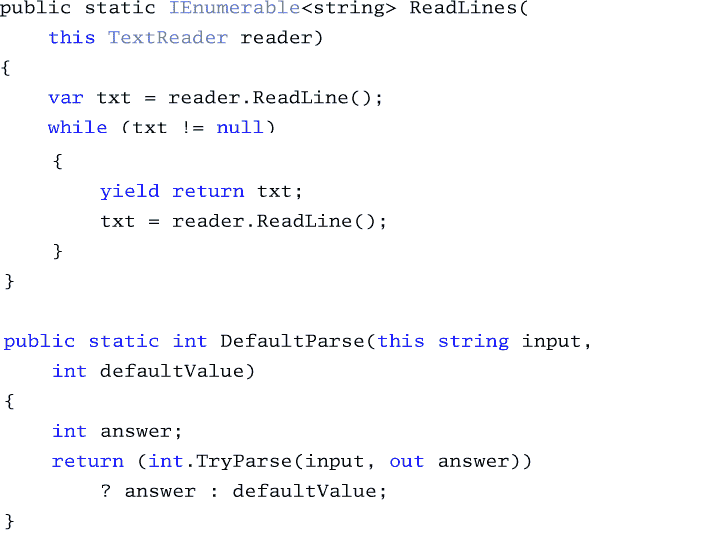 public static IEnumerable<string> ReadLines(
    this TextReader reader)
{
    var txt = reader.ReadLine();
    while (txt != null)
    {
        yield return txt;
        txt = reader.ReadLine();
    }
}

public static int DefaultParse(this string input,
    int defaultValue)
{
    int answer;
    return (int.TryParse(input, out answer))
        ? answer : defaultValue;
}